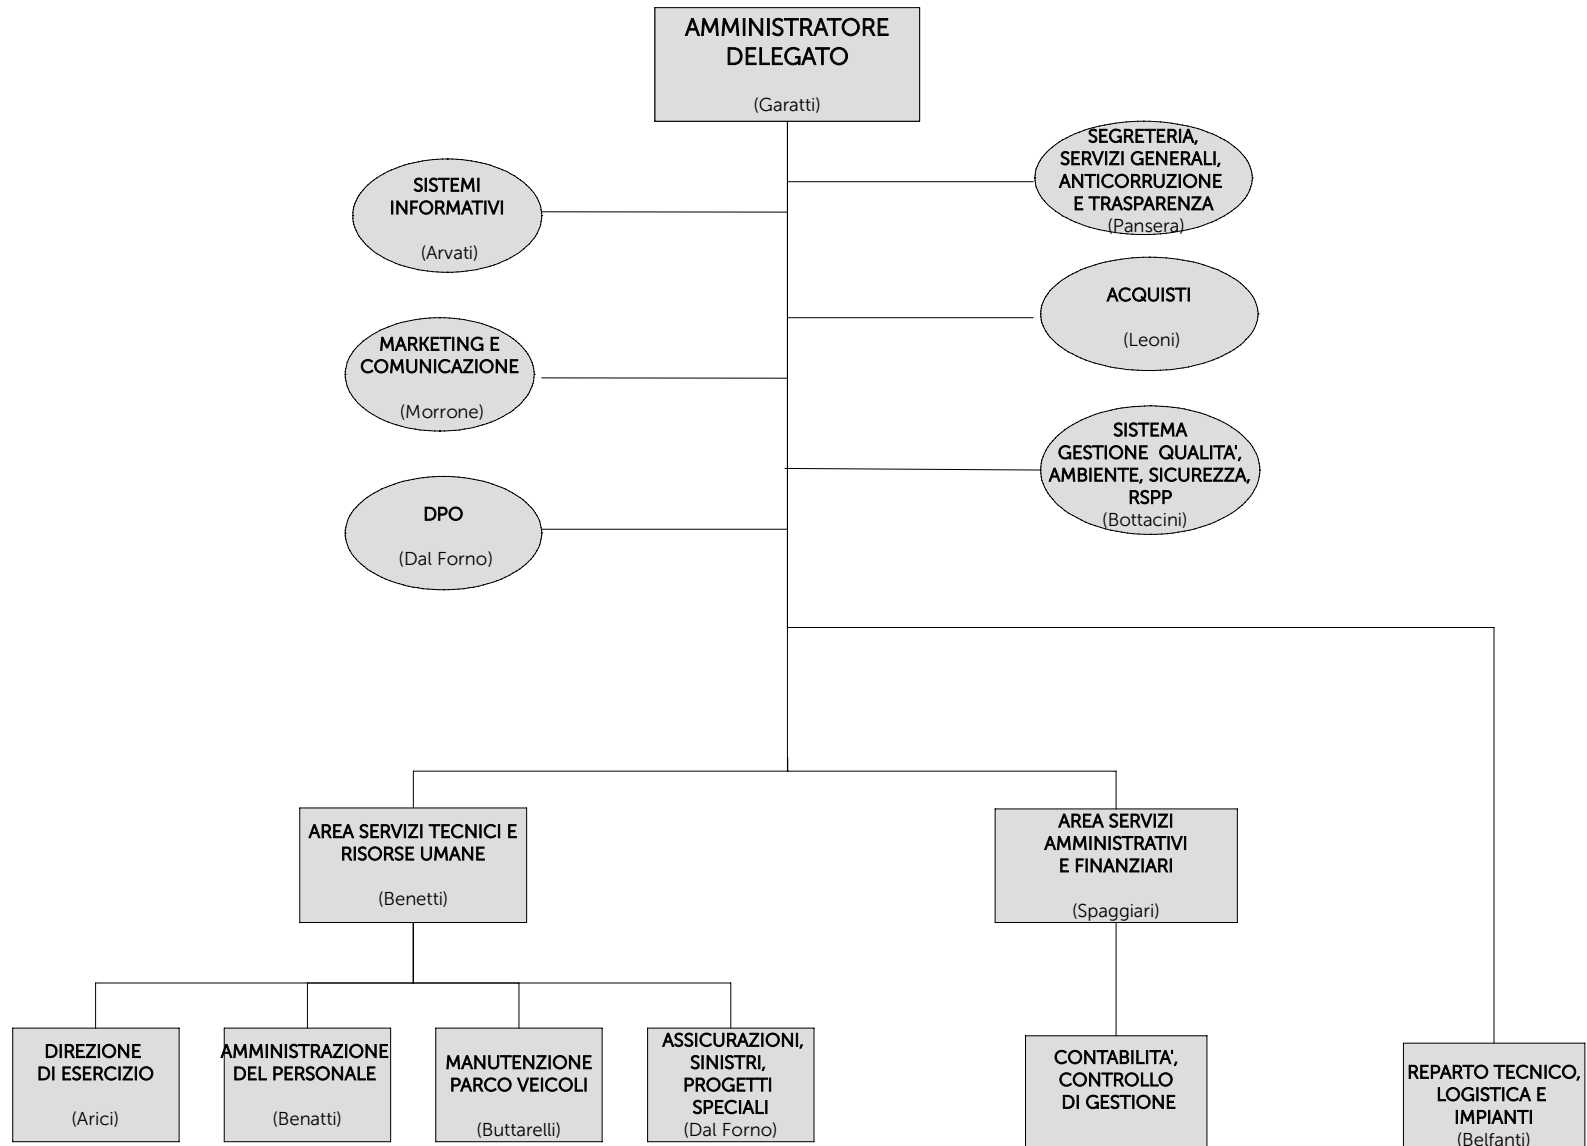 AMMINISTRATORE
DELEGATO
(Garatti)
SEGRETERIA,
SERVIZI GENERALI,
ANTICORRUZIONE
E TRASPARENZA
(Pansera)
SISTEMI
INFORMATIVI
(Arvati)
ACQUISTI
(Leoni)
MARKETING E
COMUNICAZIONE
(Morrone)
SISTEMA
GESTIONE QUALITA',
AMBIENTE, SICUREZZA,
RSPP
(Bottacini)
DPO
(Dal Forno)
AREA SERVIZI TECNICI E
RISORSE UMANE
(Benetti)
AREA SERVIZI
AMMINISTRATIVI
E FINANZIARI
(Spaggiari)
DIREZIONE
DI ESERCIZIO
(Arici)
AMMINISTRAZIONE
DEL PERSONALE
(Benatti)
MANUTENZIONE
PARCO VEICOLI
(Buttarelli)
ASSICURAZIONI,
SINISTRI,
PROGETTI
SPECIALI
(Dal Forno)
CONTABILITA',
CONTROLLO
DI GESTIONE
REPARTO TECNICO,
LOGISTICA E
IMPIANTI
(Belfanti)